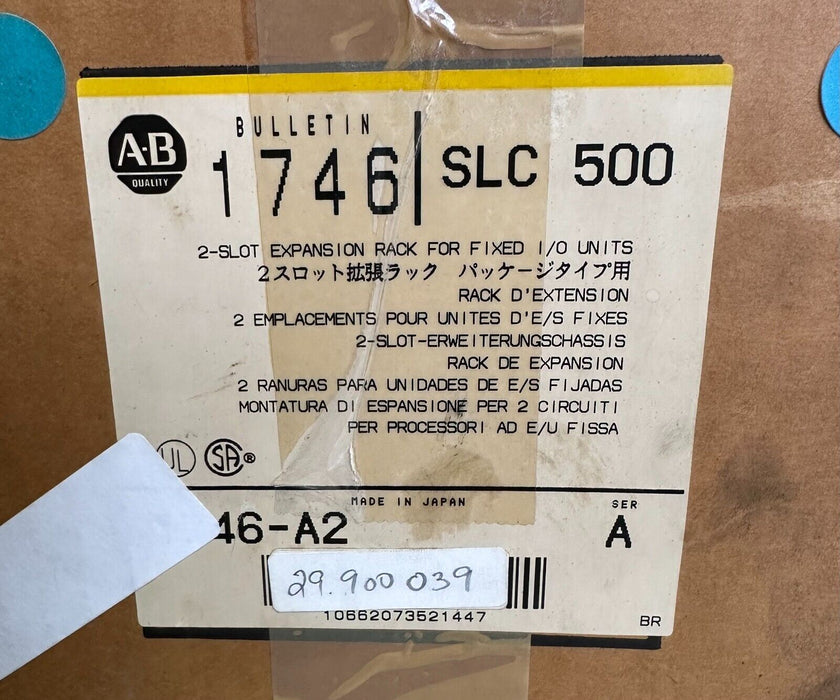 A·B
QUALITY
BULLETIN
1746 SLC 500
2-SLOT EXPANSION RACK FOR FIXED I/O UNITS
2スロット拡張ラック パッケージタイプ用
RACK D'EXTENSION
2 EMPLACEMENTS POUR UNITES D'E/S FIXES
2-SLOT-ERWEITERUNGSCHASSIS
RACK DE EXPANSION
2 RANURAS PARA UNIDADES DE E/S FIJADAS
MONTATURA DI ESPANSIONE PER 2 CIRCUITI
PER PROCESSORI AD E/U FISSA
UL SA®
MADE IN JAPAN
SER
46-A2 A
29.900 039
10662073521447
BR